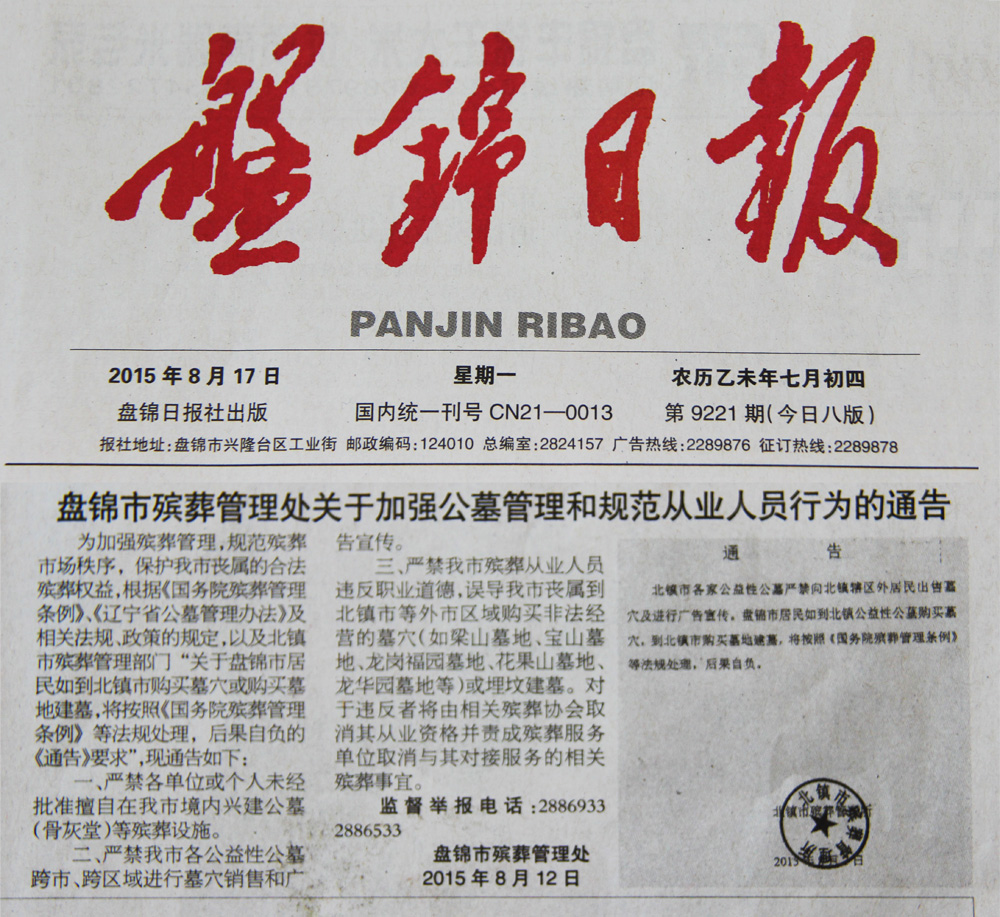 盤錦日報
PANJIN RIBAO
2015年8月17日 星期一 农历乙未年七月初四
盘锦日报社出版 国内统一刊号CN21—0013 第9221期(今日八版)
报社地址:盘锦市兴隆台区工业街 邮政编码:124010 总编室:2824157 广告热线:2289876 征订热线:2289878
盘锦市殡葬管理处关于加强公墓管理和规范从业人员行为的通告
为加强殡葬管理,规范殡葬
市场秩序，保护我市丧属的合法
殡葬权益,根据《国务院殡葬管理
条例》、《辽宁省公墓管理办法》及
相关法规、政策的规定,以及北镇
市殡葬管理部门“关于盘锦市居
民如到北镇市购买墓穴或购买墓
地建墓,将按照《国务院殡葬管理
条例》等法规处理，后果自负的
《通告》要求”,现通告如下:
一、严禁各单位或个人未经
批准擅自在我市境内兴建公墓
(骨灰堂)等殡葬设施。
二、严禁我市各公益性公墓
跨市、跨区域进行墓穴销售和广
告宣传。
三、严禁我市殡葬从业人员
违反职业道德,误导我市丧属到
北镇市等外市区域购买非法经
营的墓穴(如梁山墓地、宝山墓
地、龙岗福园墓地、花果山墓地、
龙华园墓地等)或埋坟建墓。对
于违反者将由相关殡葬协会取
消其从业资格并责成殡葬服务
单位取消与其对接服务的相关
殡葬事宜。
监督举报电话:2886933
2886533
盘锦市殡葬管理处
2015年8月12日
通告
北镇市各家公益性公墓严禁向北镇辖区外居民出售墓
穴及进行广告宣传。盘锦市居民如到北镇公益性公墓购买墓
穴，到北镇市购买墓地建墓，将按照《国务院殡葬管理条例》
等法规处理，后果自负。
北镇市殡葬管理所